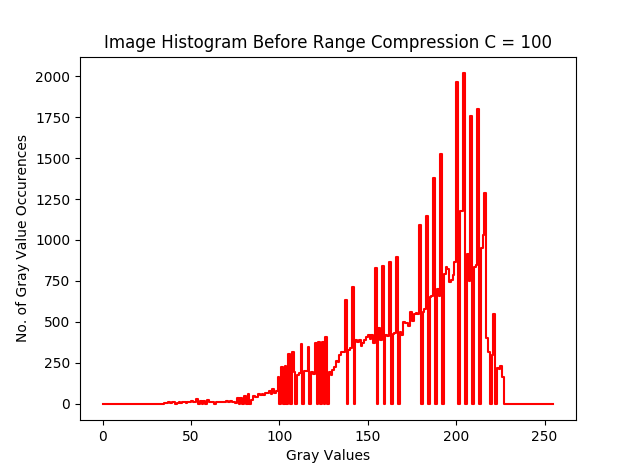 Image Histogram Before Range Compression C = 100
2000
1750
1500
1250
1000
750
500
250
0
No. of Gray Value Occurences
0 50 100 150 200 250
Gray Values